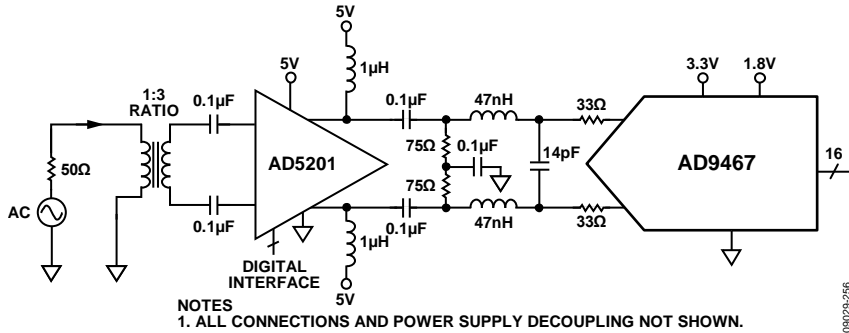 5V
5V
1µH
3.3V
1.8V
1:3
RATIO
0.1µF
0.1µF
47nH
33Ω
50Ω
AC
AD5201
75Ω
0.1µF
75Ω
14pF
AD9467
16
0.1µF
0.1µF
47nH
33Ω
1µH
DIGITAL
INTERFACE
5V
NOTES
1. ALL CONNECTIONS AND POWER SUPPLY DECOUPLING NOT SHOWN.
09029-256